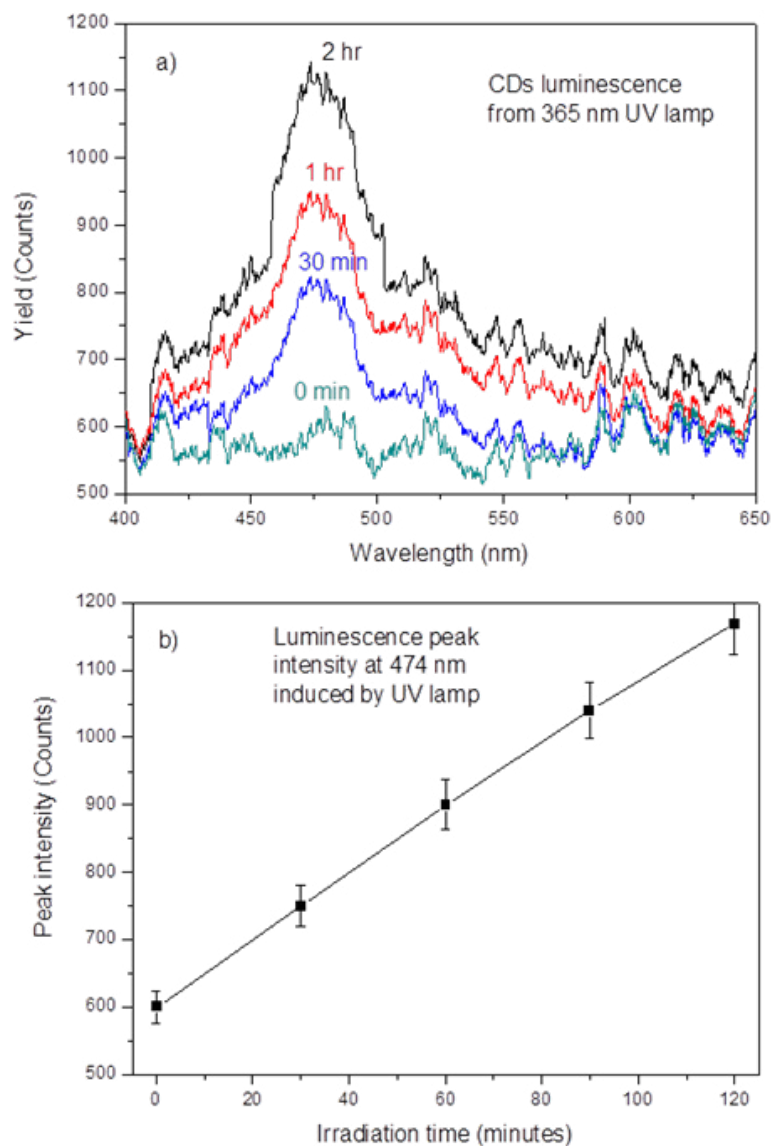 1200
1100
1000
900
800
700
600
500
Yield (Counts)
a)
2 hr
CDs luminescence
from 365 nm UV lamp
1 hr
30 min
0 min
400 450 500 550 600 650
Wavelength (nm)
1200
1100
1000
900
800
700
600
500
Peak intensity (Counts)
b)
Luminescence peak
intensity at 474 nm
induced by UV lamp
0 20 40 60 80 100 120
Irradiation time (minutes)